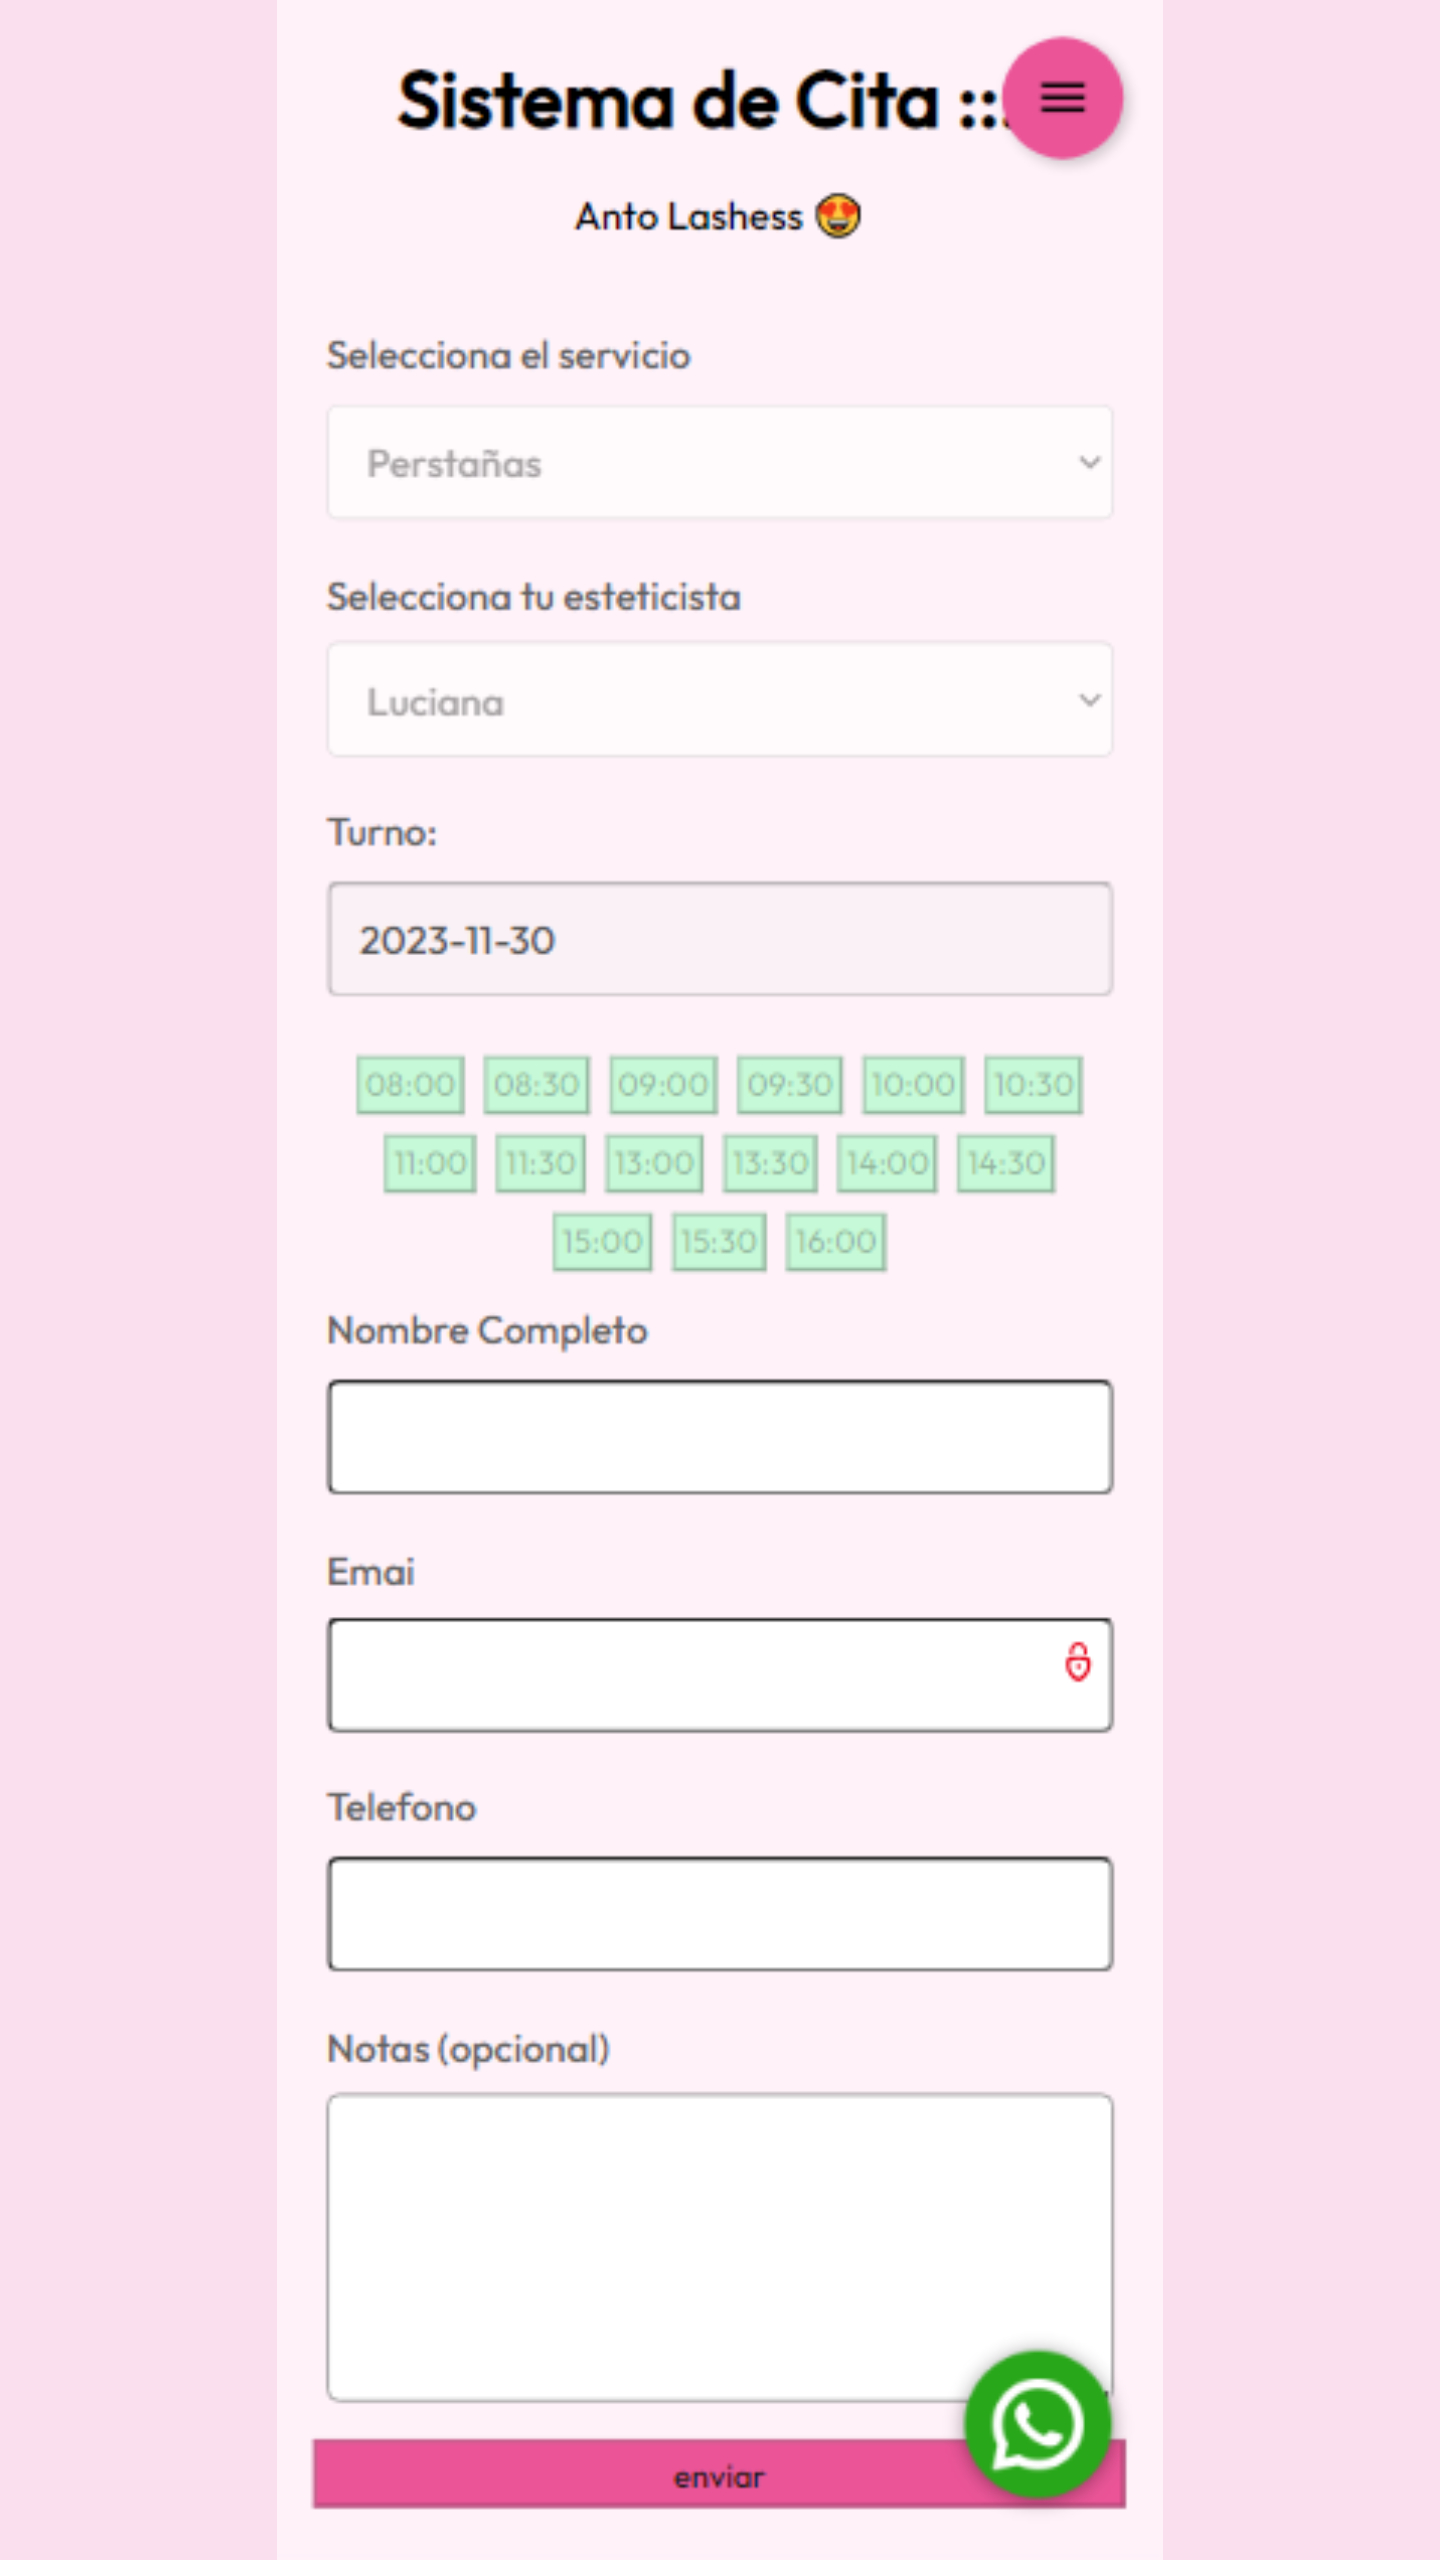 Sistema de Cita ::
Anto Lashess 😍
Selecciona el servicio
Perstañas
Selecciona tu esteticista
Luciana
Turno:
2023-11-30
08:00 08:30 09:00 09:30 10:00 10:30
11:00 11:30 13:00 13:30 14:00 14:30
15:00 15:30 16:00
Nombre Completo
Emai
Telefono
Notas (opcional)
enviar